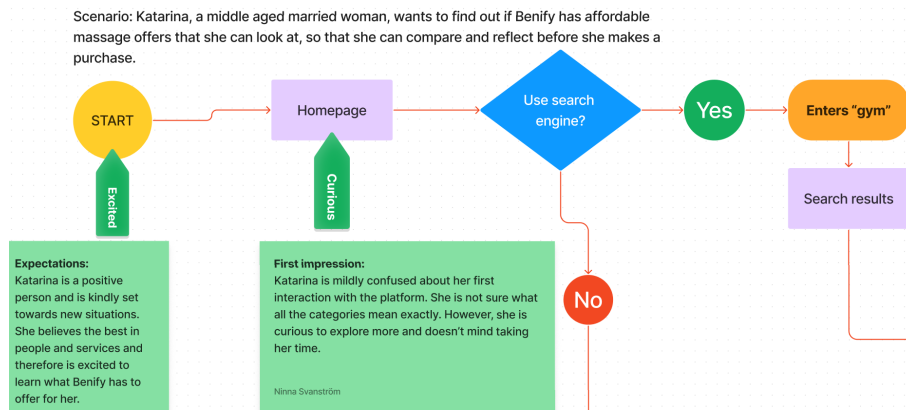 Scenario: Katarina, a middle aged married woman, wants to find out if Benify has affordable
massage offers that she can look at, so that she can compare and reflect before she makes a
purchase.
START
Homepage
Use search
engine?
Yes
Enters "gym"
Search results
Excited
Curious
No
Expectations:
Katarina is a positive
person and is kindly set
towards new situations.
She believes the best in
people and services and
therefore is excited to
learn what Benify has to
offer for her.
First impression:
Katarina is mildly confused about her first
interaction with the platform. She is not sure what
all the categories mean exactly. However, she is
curious to explore more and doesn't mind taking
her time.
Ninna Svanström